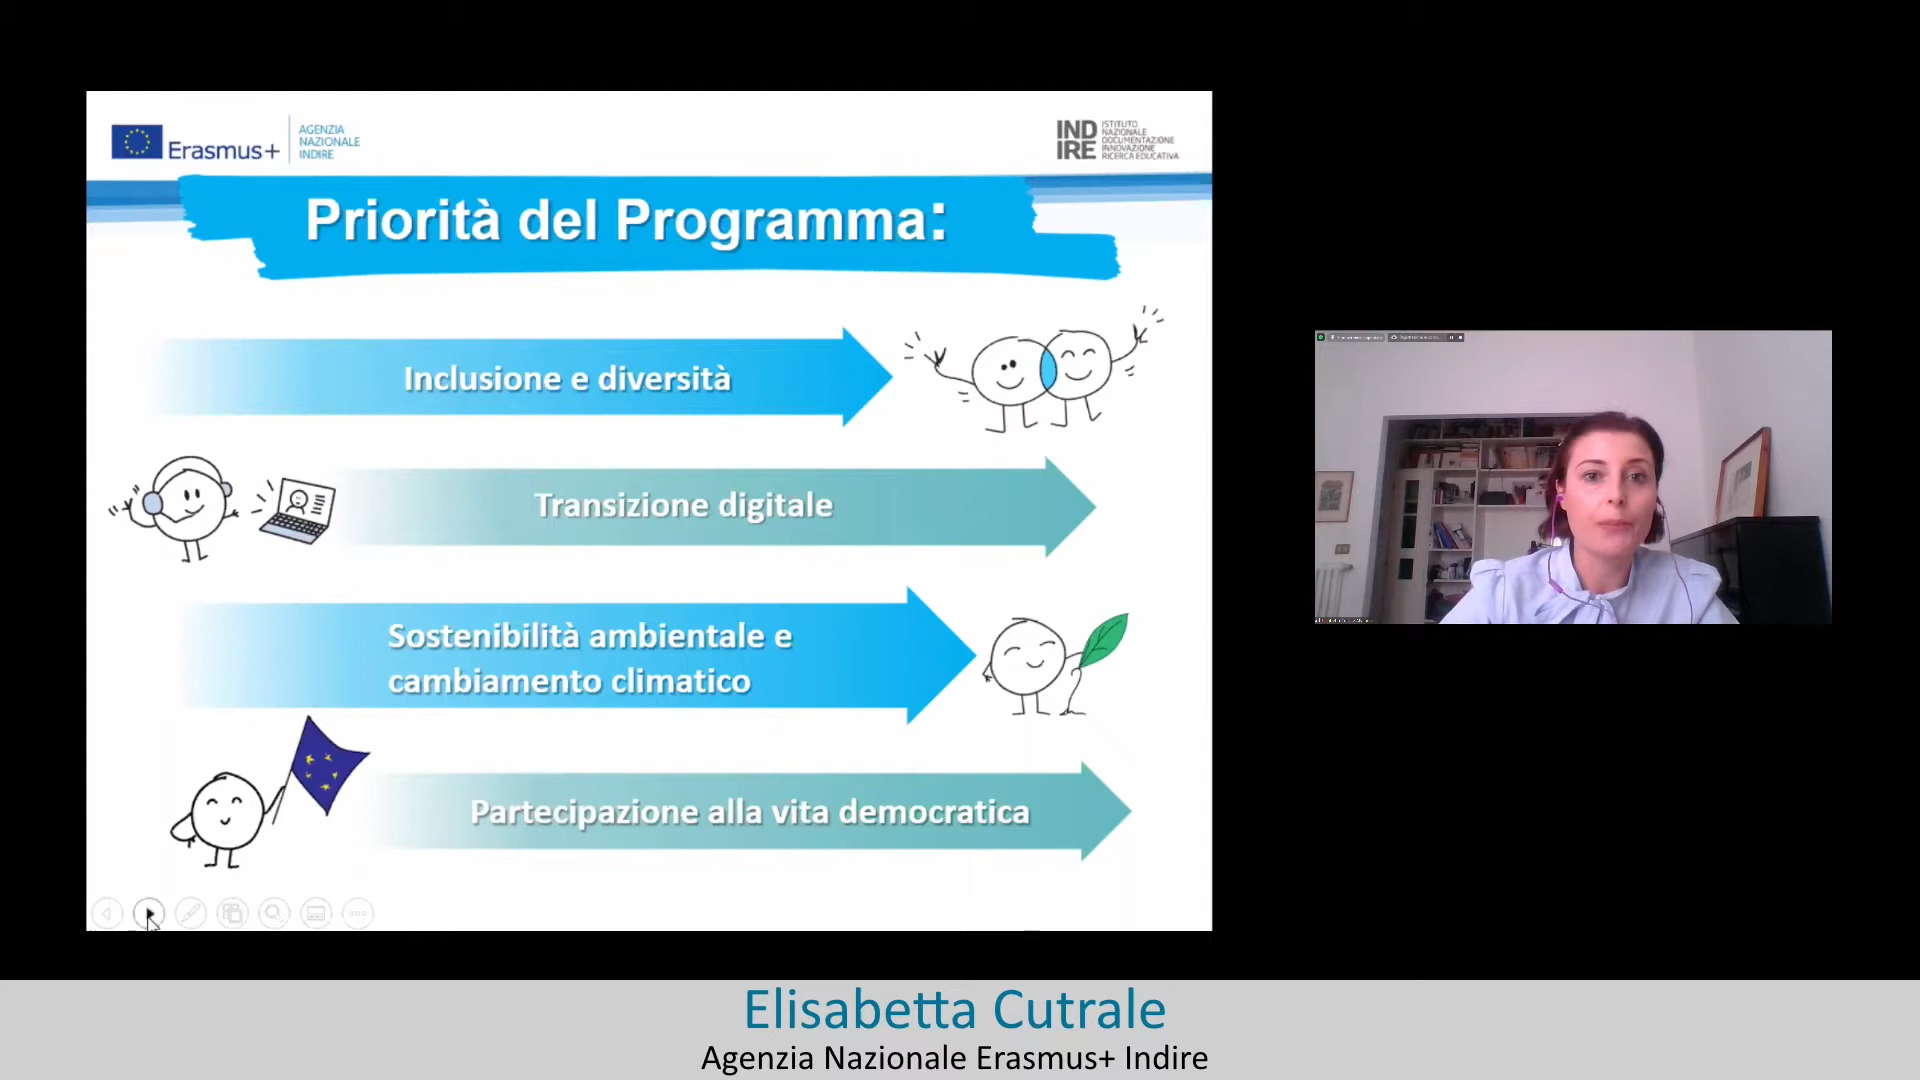 Erasmus+
AGENZIA
NAZIONALE
INDIRE
IND
IRE
ISTITUTO
NAZIONALE
DOCUMENTAZIONE
INNOVAZIONE
RICERCA EDUCATIVA
Priorità del Programma:
Inclusione e diversità
Transizione digitale
Sostenibilità ambientale e
cambiamento climatico
Partecipazione alla vita democratica
Elisabetta Cutrale
Agenzia Nazionale Erasmus+ Indire